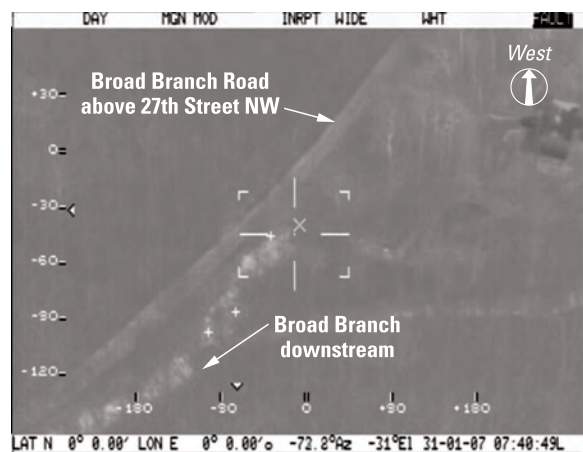 DAY MGN MOD INRPT WIDE WHT FAULT
West
Broad Branch Road
above 27th Street NW
+30
0
-30
-60
-90
-120
Broad Branch
downstream
-180 -90 0 +90 +180
LAT N 0° 0.00' LON E 0° 0.00' -72.2°Az -31°El 31-01-07 07:40:49L